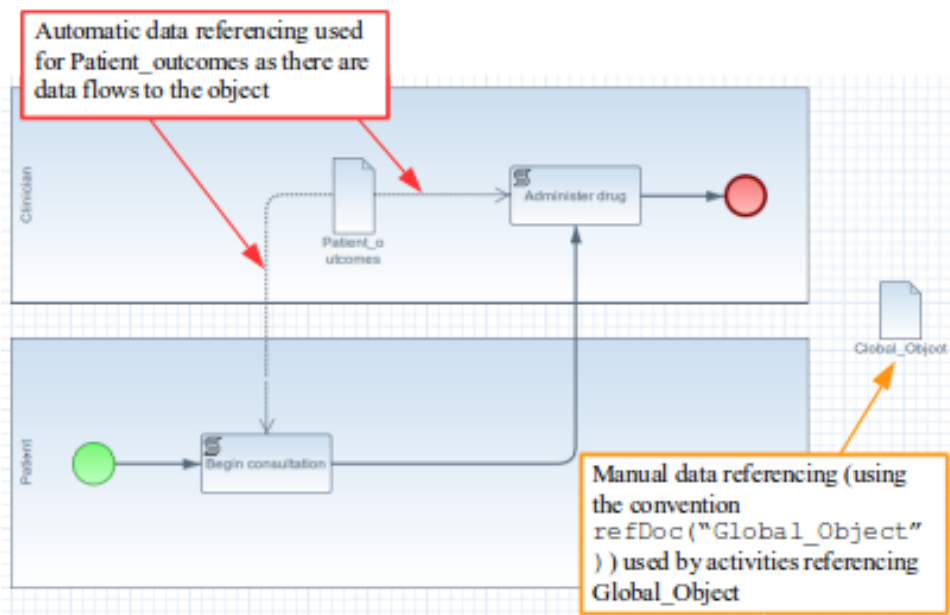 Automatic data referencing used
for Patient_outcomes as there are
data flows to the object
Clinician
Patient_o
utcomes
Administer drug
Global_Object
Patient
Begin consultation
Manual data referencing (using
the convention
refDoc(“Global_Object”
) ) used by activities referencing
Global_Object